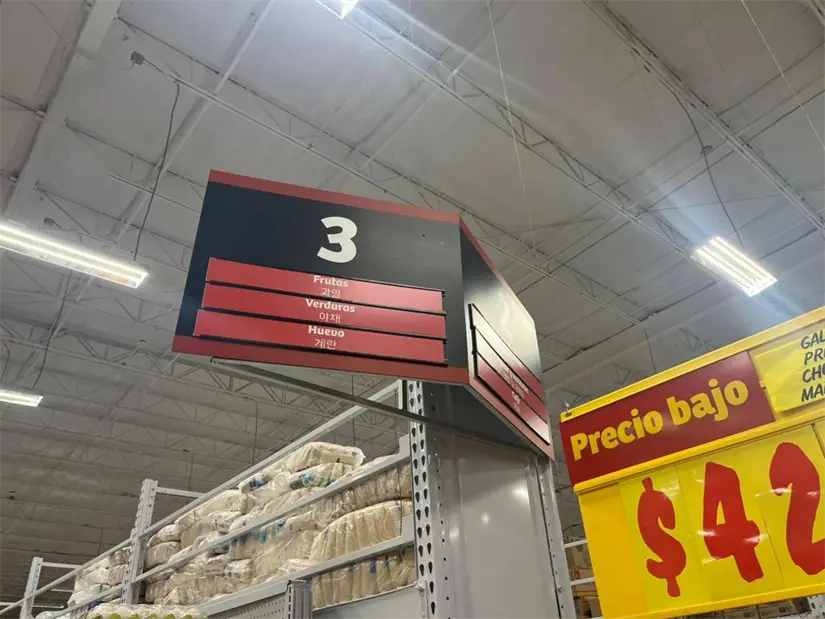 3
Frutas
과일
Verduras
야채
Huevo
계란
Precio bajo
$42